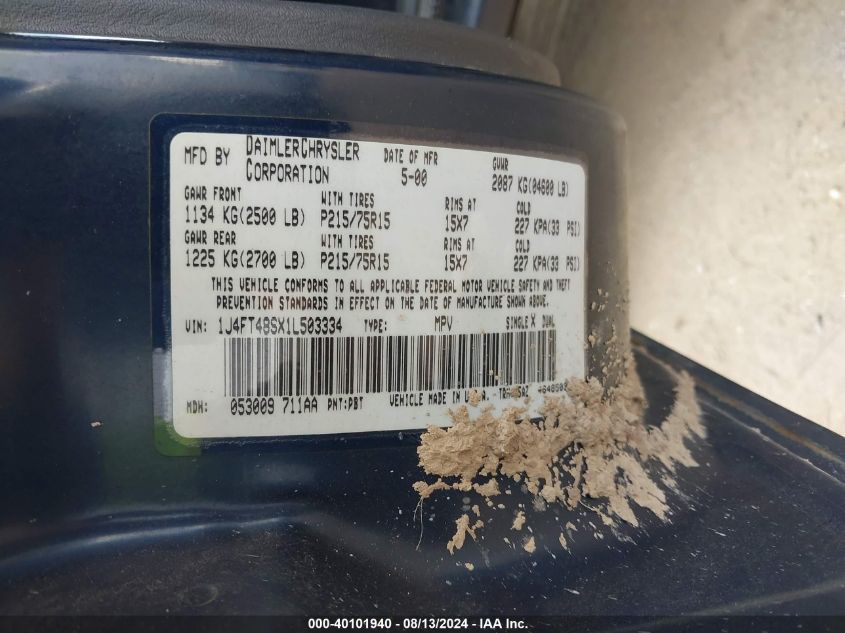 MFD BY DAIMLERCHRYSLER CORPORATION DATE OF MFR 5-00 GVWR 2087 KG(04600 LB)
GAWR FRONT WITH TIRES RIMS AT COLD
1134 KG(2500 LB) P215/75R15 15X7 227 KPA(33 PSI)
GAWR REAR WITH TIRES RIMS AT COLD
1225 KG(2700 LB) P215/75R15 15X7 227 KPA(33 PSI)
THIS VEHICLE CONFORMS TO ALL APPLICABLE FEDERAL MOTOR VEHICLE SAFETY AND THEFT
PREVENTION STANDARDS IN EFFECT ON THE DATE OF MANUFACTURE SHOWN ABOVE.
VIN: 1J4FT48SX1L503334 TYPE: MPV SINGLE X DUAL
MDH: 053009 711AA PNT:PBT VEHICLE MADE IN U.S.A.
000-40101940 - 08/13/2024 - IAA Inc.